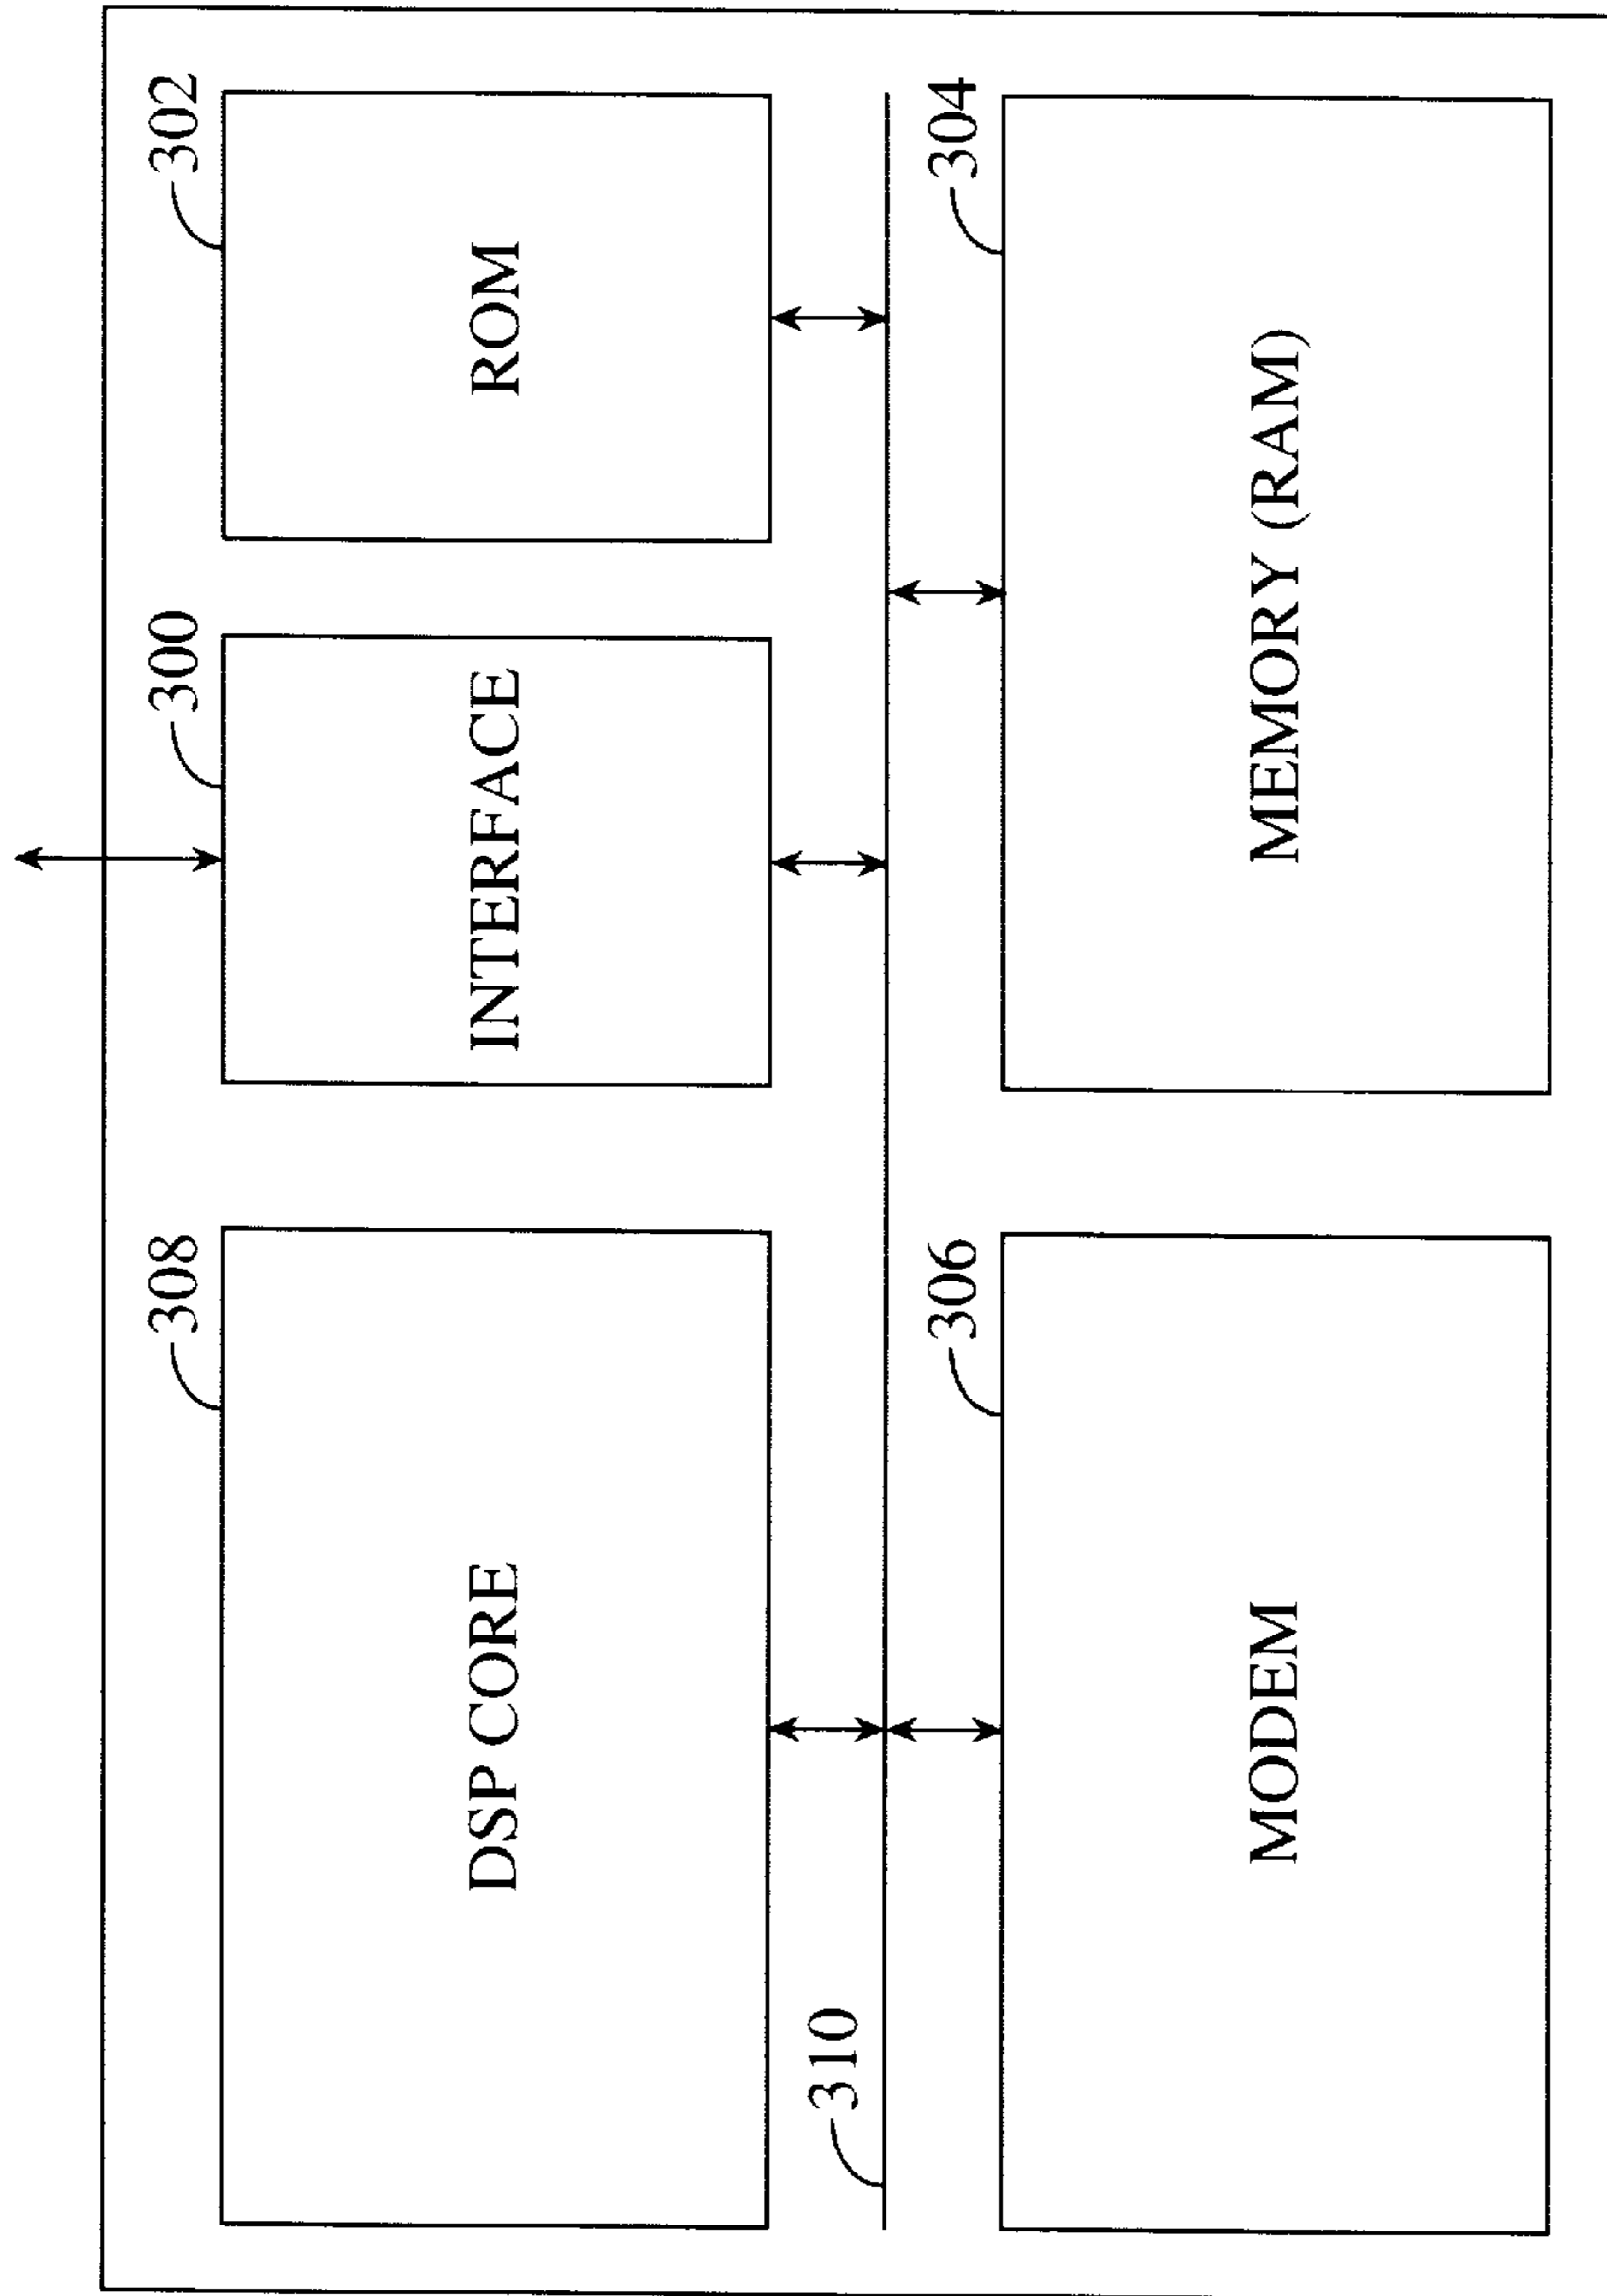 308
DSP CORE
300
INTERFACE
302
ROM
310
306
MODEM
304
MEMORY (RAM)